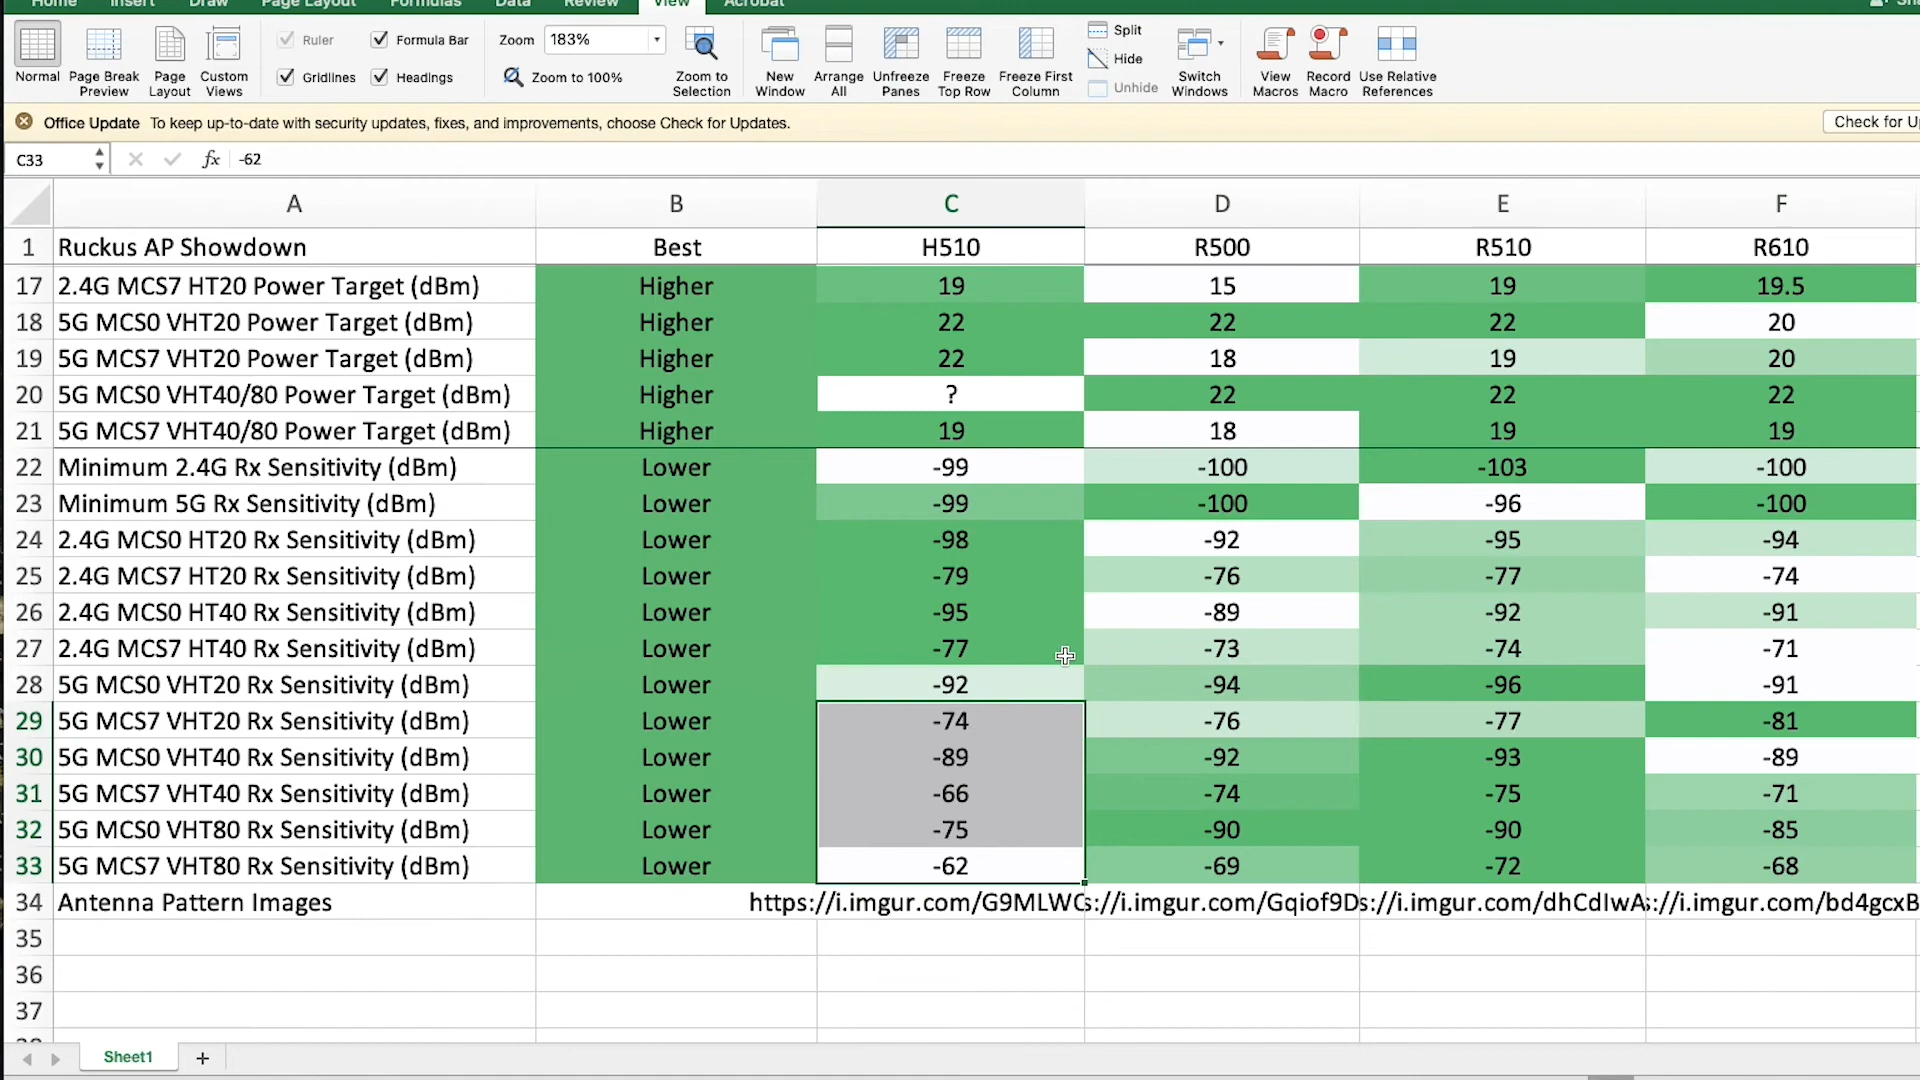 Home Insert Draw Page Layout Formulas Data Review View Acrobat
Normal
Page Break Preview
Page Layout
Custom Views
Ruler
Formula Bar
Gridlines
Headings
Zoom 183%
Zoom to 100%
Zoom to Selection
New Window
Arrange All
Unfreeze Panes
Freeze Top Row
Freeze First Column
Split
Hide
Unhide
Switch Windows
View Macros
Record Macro
Use Relative References
Office Update To keep up-to-date with security updates, fixes, and improvements, choose Check for Updates.
Check for U
C33 fx -62
A B C D E F
1 Ruckus AP Showdown Best H510 R500 R510 R610
17 2.4G MCS7 HT20 Power Target (dBm) Higher 19 15 19 19.5
18 5G MCS0 VHT20 Power Target (dBm) Higher 22 22 22 20
19 5G MCS7 VHT20 Power Target (dBm) Higher 22 18 19 20
20 5G MCS0 VHT40/80 Power Target (dBm) Higher ? 22 22 22
21 5G MCS7 VHT40/80 Power Target (dBm) Higher 19 18 19 19
22 Minimum 2.4G Rx Sensitivity (dBm) Lower -99 -100 -103 -100
23 Minimum 5G Rx Sensitivity (dBm) Lower -99 -100 -96 -100
24 2.4G MCS0 HT20 Rx Sensitivity (dBm) Lower -98 -92 -95 -94
25 2.4G MCS7 HT20 Rx Sensitivity (dBm) Lower -79 -76 -77 -74
26 2.4G MCS0 HT40 Rx Sensitivity (dBm) Lower -95 -89 -92 -91
27 2.4G MCS7 HT40 Rx Sensitivity (dBm) Lower -77 -73 -74 -71
28 5G MCS0 VHT20 Rx Sensitivity (dBm) Lower -92 -94 -96 -91
29 5G MCS7 VHT20 Rx Sensitivity (dBm) Lower -74 -76 -77 -81
30 5G MCS0 VHT40 Rx Sensitivity (dBm) Lower -89 -92 -93 -89
31 5G MCS7 VHT40 Rx Sensitivity (dBm) Lower -66 -74 -75 -71
32 5G MCS0 VHT80 Rx Sensitivity (dBm) Lower -75 -90 -90 -85
33 5G MCS7 VHT80 Rx Sensitivity (dBm) Lower -62 -69 -72 -68
34 Antenna Pattern Images https://i.imgur.com/G9MLWC s://i.imgur.com/Gqiof9D s://i.imgur.com/dhCdIwA s://i.imgur.com/bd4gcxB
35
36
37
Sheet1 +